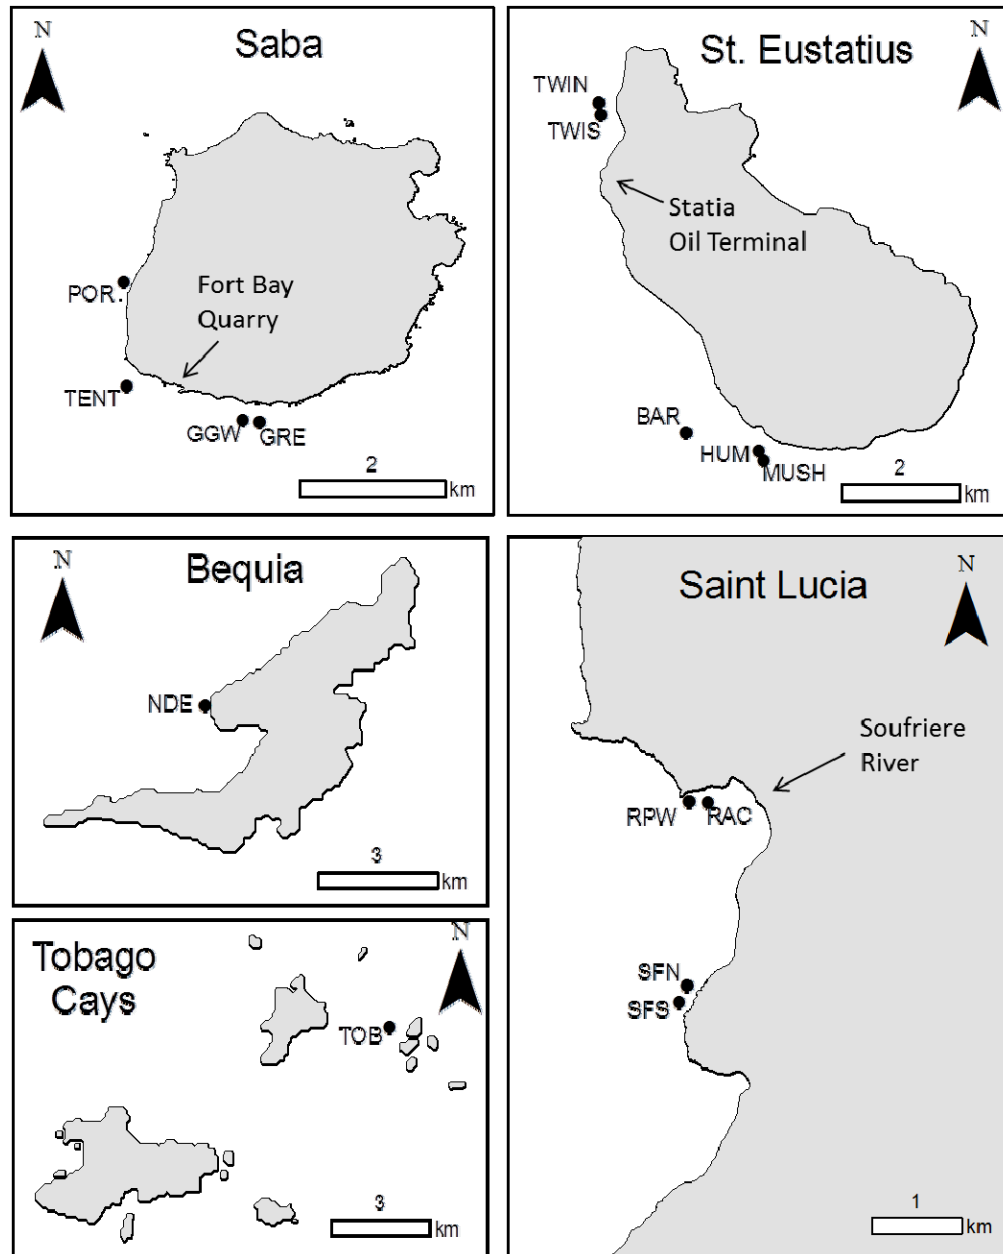 N
Saba
POR.
Fort Bay
Quarry
TENT
GGW
GRE
2
km
N
St. Eustatius
TWIN
TWIS
Statia
Oil Terminal
BAR
HUM
MUSH
2
km
N
Bequia
NDE
3
km
N
Saint Lucia
Soufriere
River
RPW
RAC
SFN
SFS
1
km
N
Tobago
Cays
TOB
3
km